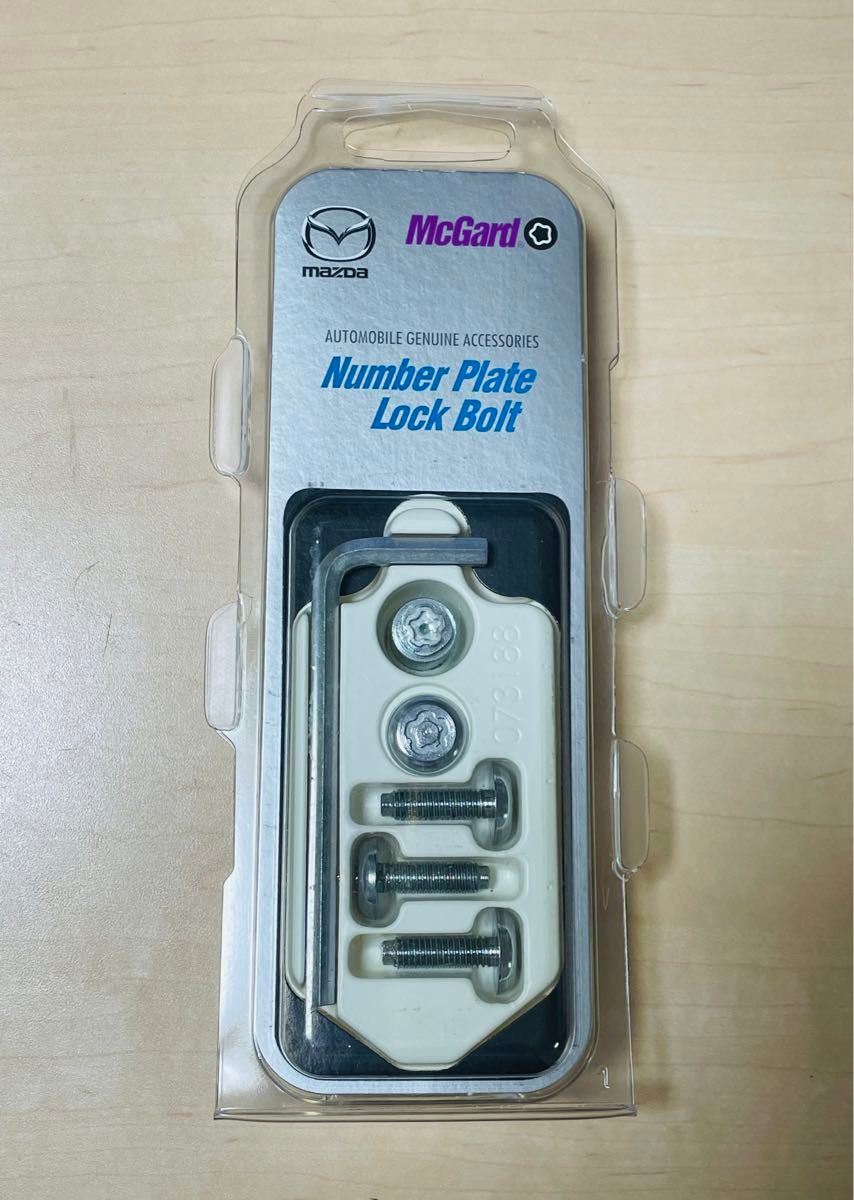 McGard
mazda
AUTOMOBILE GENUINE ACCESSORIES
Number Plate
Lock Bolt
073188